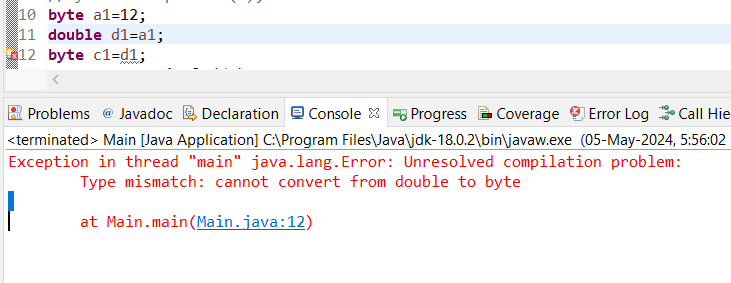 10 byte a1=12;
11 double d1=a1;
12 byte c1=d1;
Problems @ Javadoc Declaration Console Progress Coverage Error Log Call Hie
<terminated> Main [Java Application] C:\Program Files\Java\jdk-18.0.2\bin\javaw.exe (05-May-2024, 5:56:02
Exception in thread "main" java.lang.Error: Unresolved compilation problem:
Type mismatch: cannot convert from double to byte
at Main.main(Main.java:12)